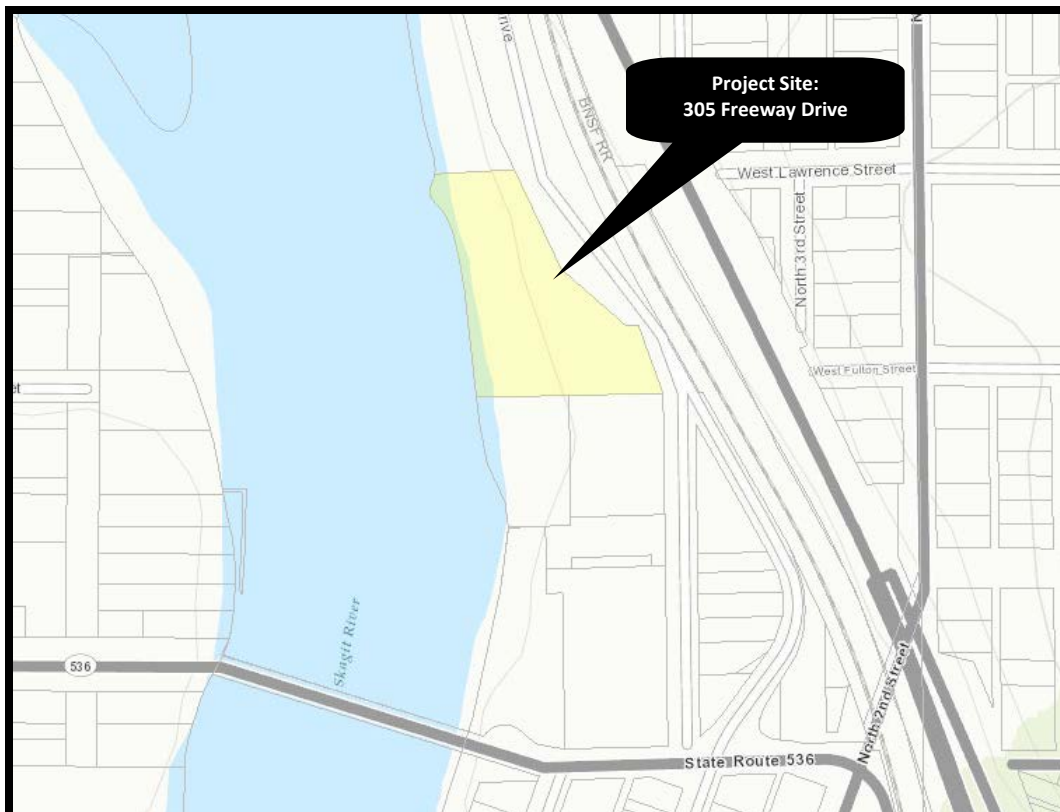 rive
N
Project Site:
305 Freeway Drive
BNSF RR
West Lawrence Street
North 3rd Street
West Fulton Street
et
Skagit River
536
North 2nd Street
State Route 536